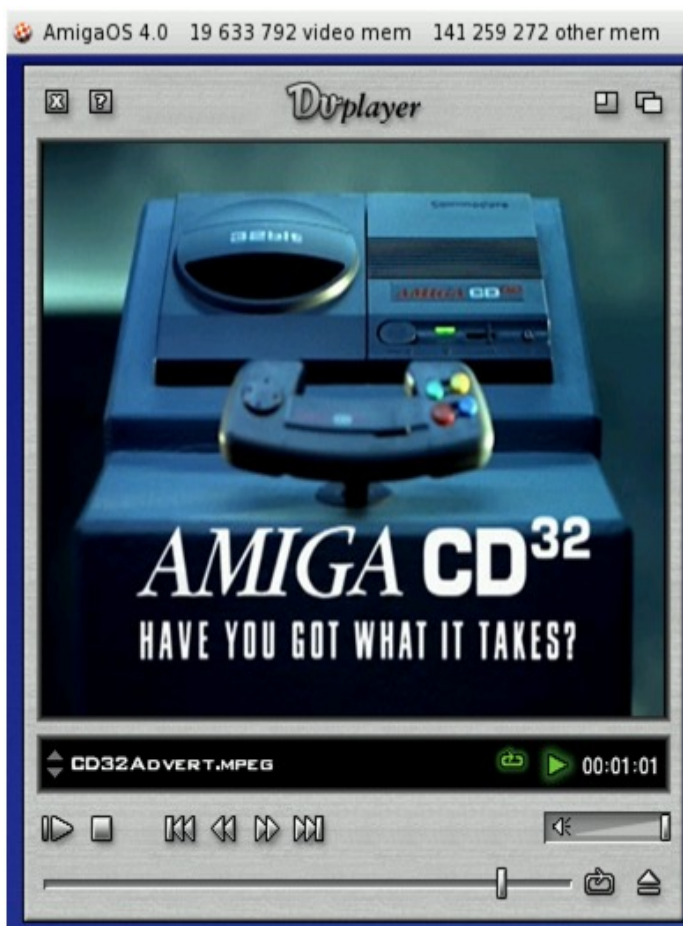 AmigaOS 4.0 19 633 792 video mem 141 259 272 other mem
Dvplayer
Commodore
32bit
AMIGA CD32
AMIGA CD32
HAVE YOU GOT WHAT IT TAKES?
CD32Advert.mpeg 00:01:01